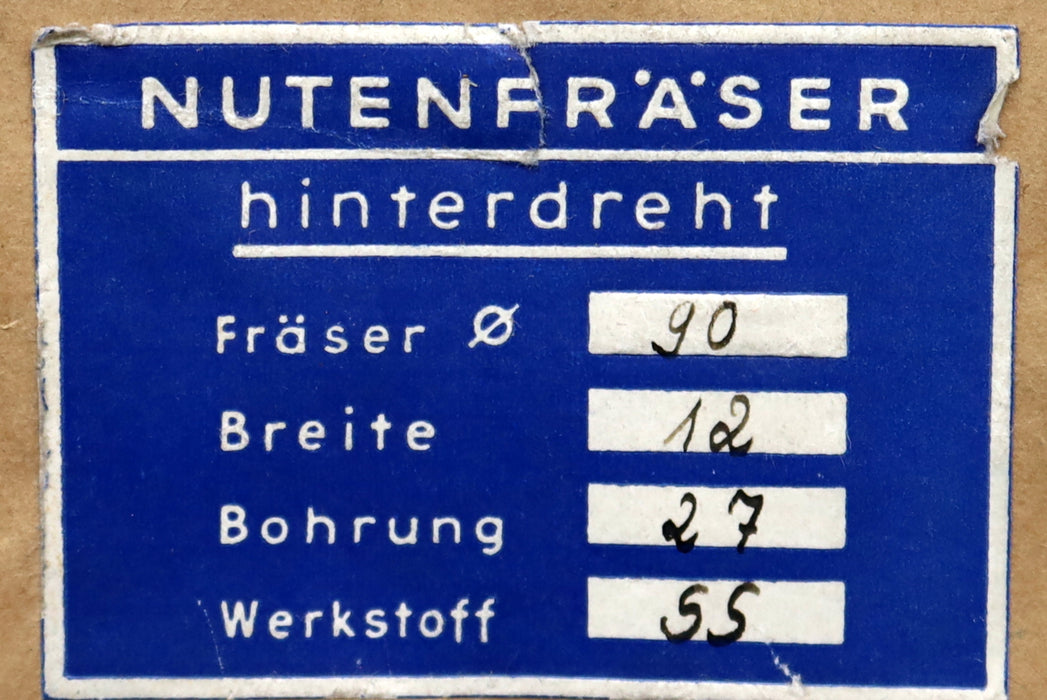 NUTENFRÄSER
hinterdreht
Fräser Ø 90
Breite 12
Bohrung 27
Werkstoff SS